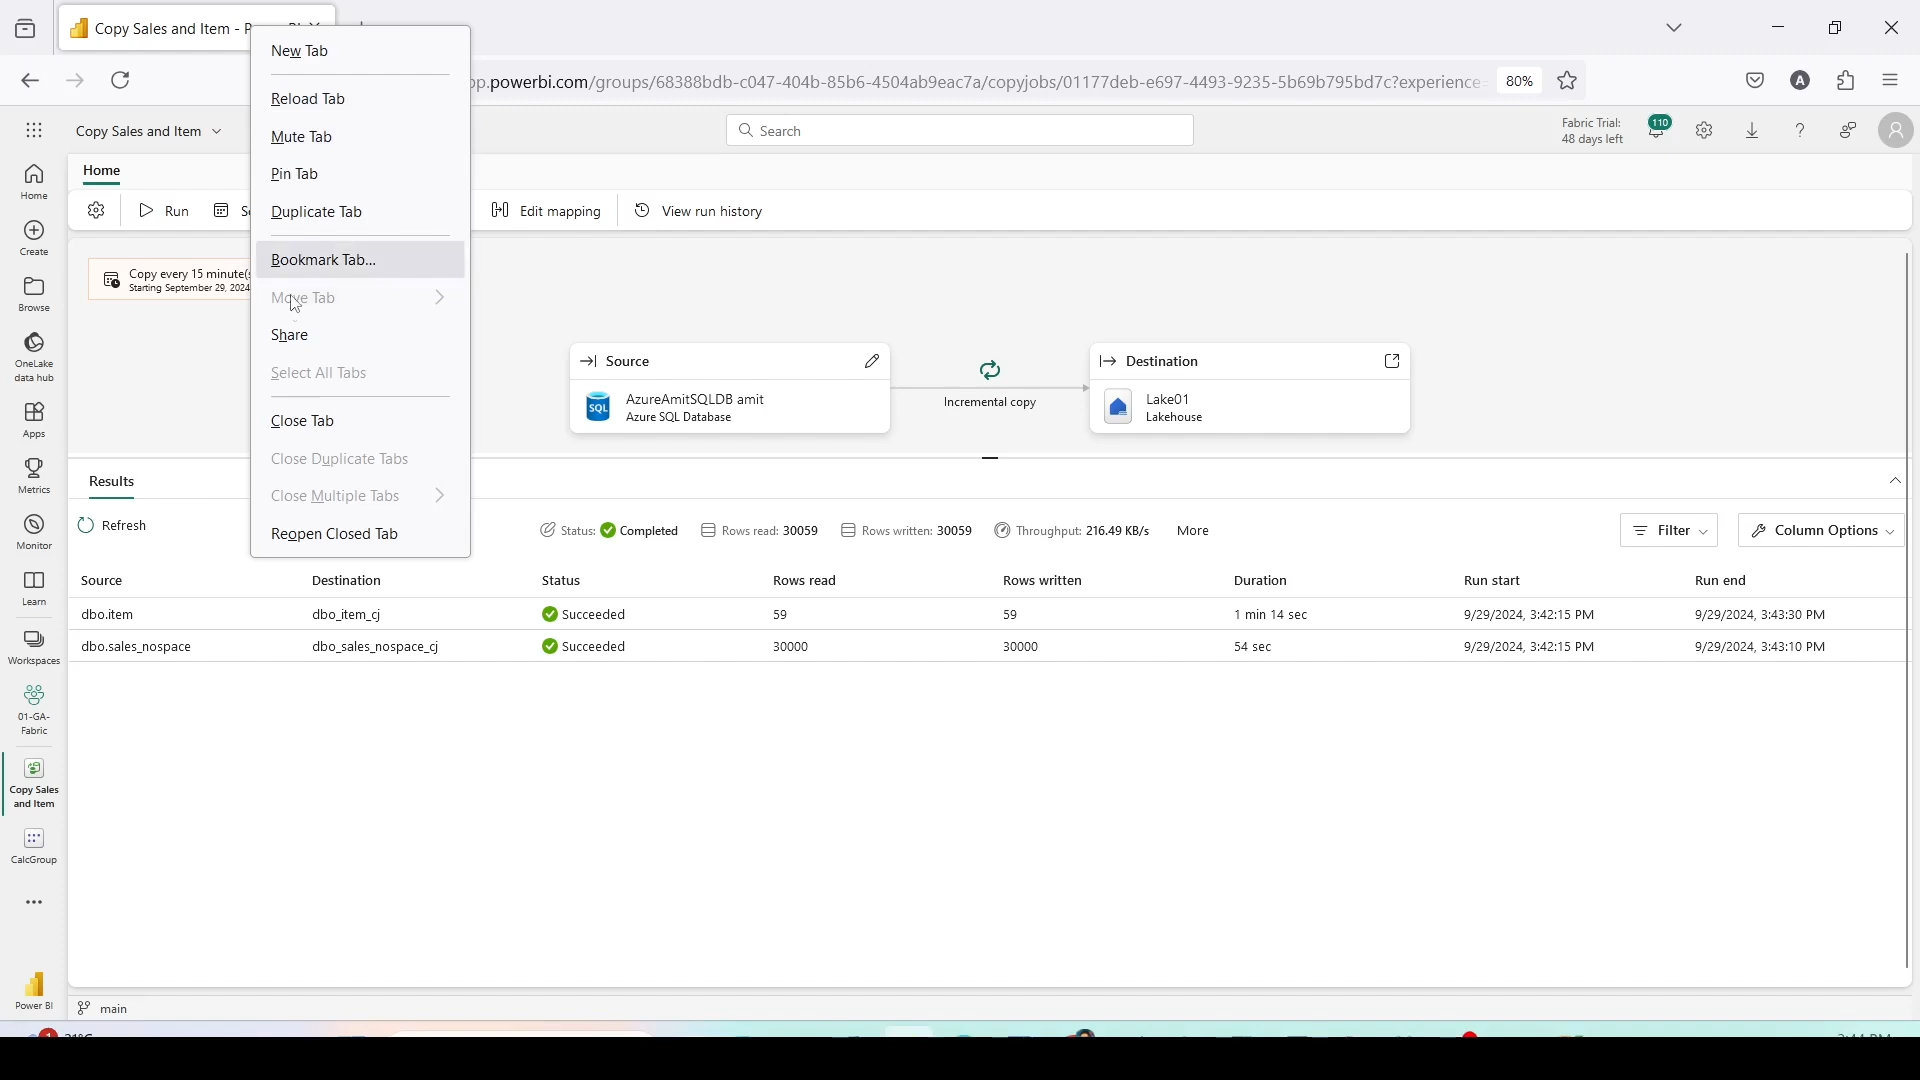 Copy Sales and Item - P
New Tab
Reload Tab
Mute Tab
Pin Tab
Duplicate Tab
Bookmark Tab...
Move Tab
Share
Select All Tabs
Close Tab
Close Duplicate Tabs
Close Multiple Tabs
Reopen Closed Tab
pp.powerbi.com/groups/68388bdb-c047-404b-85b6-4504ab9eac7a/copyjobs/01177deb-e697-4493-9235-5b69b795bd7c?experience=
80%
A
Copy Sales and Item
Search
Fabric Trial:
48 days left
110
?
Home
Create
Browse
OneLake
data hub
Apps
Metrics
Monitor
Learn
Workspaces
01-GA-
Fabric
Copy Sales
and Item
CalcGroup
Power BI
Home
Run
Edit mapping
View run history
Copy every 15 minute(s
Starting September 29, 2024
Source
SQL
AzureAmitSQLDB amit
Azure SQL Database
Incremental copy
Destination
Lake01
Lakehouse
Results
Refresh
Status: Completed
Rows read: 30059
Rows written: 30059
Throughput: 216.49 KB/s
More
Filter
Column Options
Source Destination Status Rows read Rows written Duration Run start Run end
dbo.item dbo_item_cj Succeeded 59 59 1 min 14 sec 9/29/2024, 3:42:15 PM 9/29/2024, 3:43:30 PM
dbo.sales_nospace dbo_sales_nospace_cj Succeeded 30000 30000 54 sec 9/29/2024, 3:42:15 PM 9/29/2024, 3:43:10 PM
main